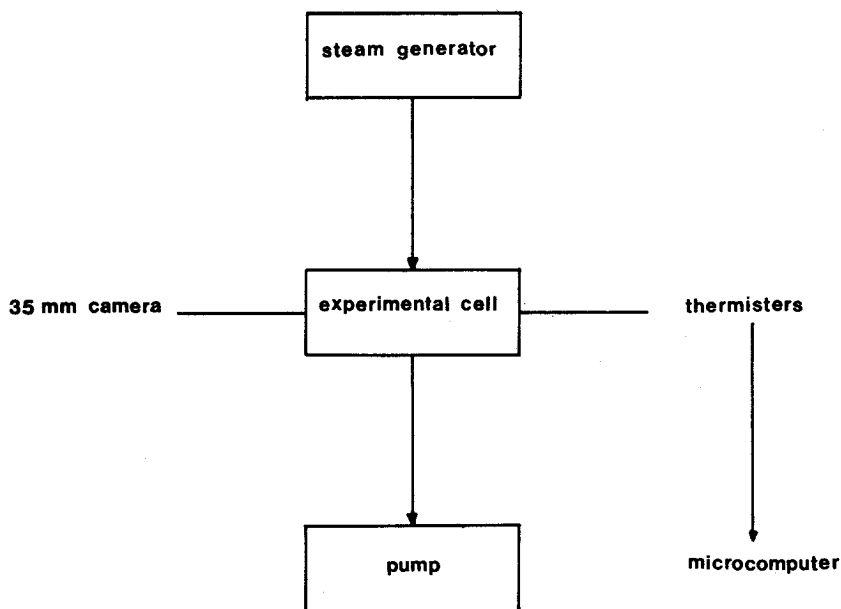 steam generator
35 mm camera
experimental cell
thermisters
pump
microcomputer